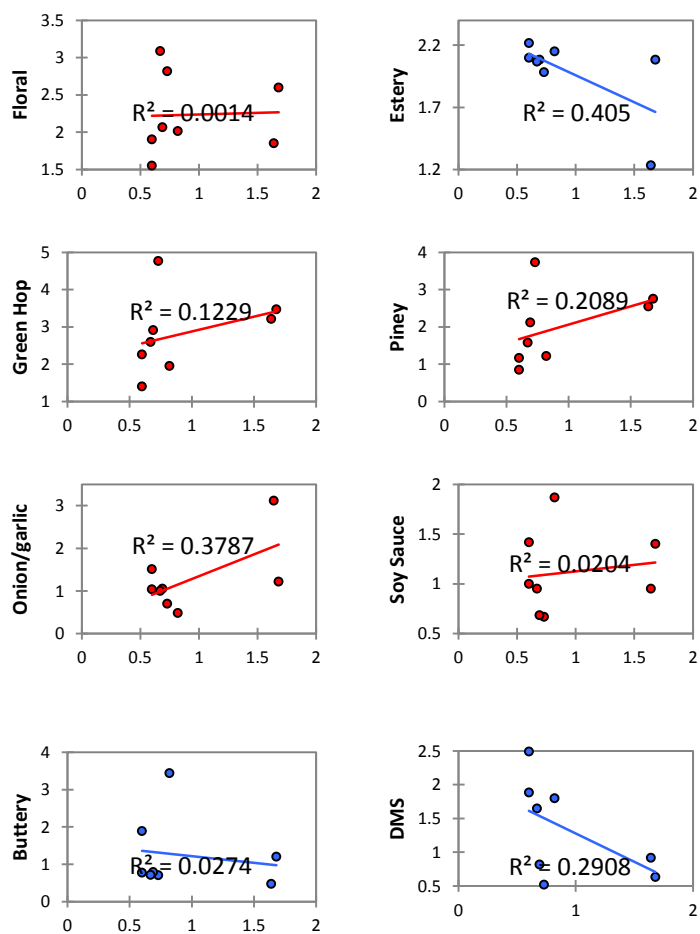 3.5
3
2.5
2
1.5
Floral
R² = 0.0014
0 0.5 1 1.5 2
2.2
1.7
1.2
Estery
R² = 0.405
0 0.5 1 1.5 2
5
4
3
2
1
Green Hop
R² = 0.1229
0 0.5 1 1.5 2
4
3
2
1
0
Piney
R² = 0.2089
0 0.5 1 1.5 2
3
2
1
0
Onion/garlic
R² = 0.3787
0 0.5 1 1.5 2
2
1.5
1
0.5
Soy Sauce
R² = 0.0204
0 0.5 1 1.5 2
4
3
2
1
0
Buttery
R² = 0.0274
0 0.5 1 1.5 2
2.5
2
1.5
1
0.5
DMS
R² = 0.2908
0 0.5 1 1.5 2